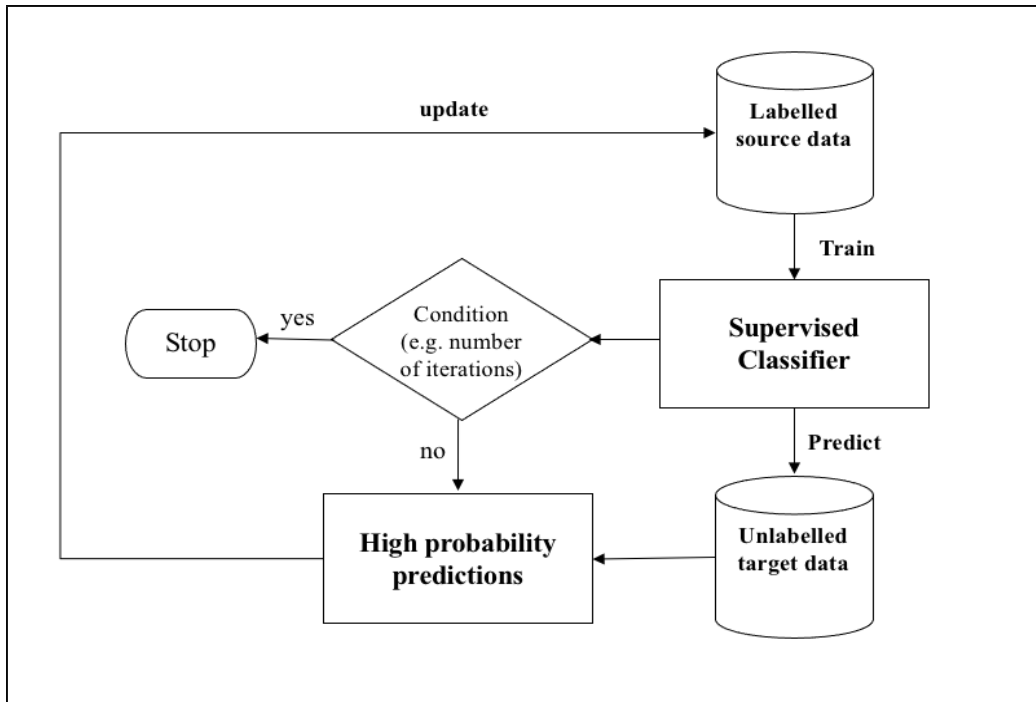 update
Labelled
source data
Train
Supervised
Classifier
Condition
(e.g. number
of iterations)
yes
Stop
no
Predict
High probability
predictions
Unlabelled
target data